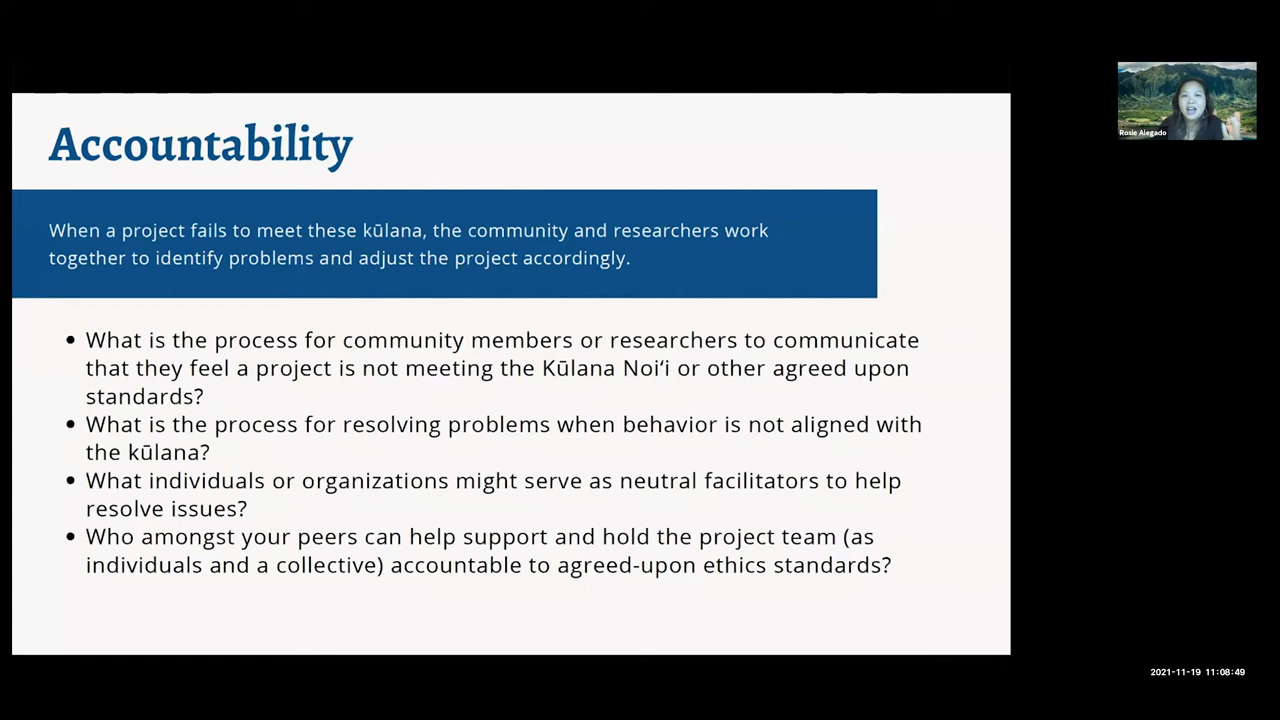 Accountability
When a project fails to meet these kūlana, the community and researchers work
together to identify problems and adjust the project accordingly.
• What is the process for community members or researchers to communicate
that they feel a project is not meeting the Kūlana Noiʻi or other agreed upon
standards?
• What is the process for resolving problems when behavior is not aligned with
the kūlana?
• What individuals or organizations might serve as neutral facilitators to help
resolve issues?
• Who amongst your peers can help support and hold the project team (as
individuals and a collective) accountable to agreed-upon ethics standards?
Rosie Alegado
2021-11-19 11:08:49